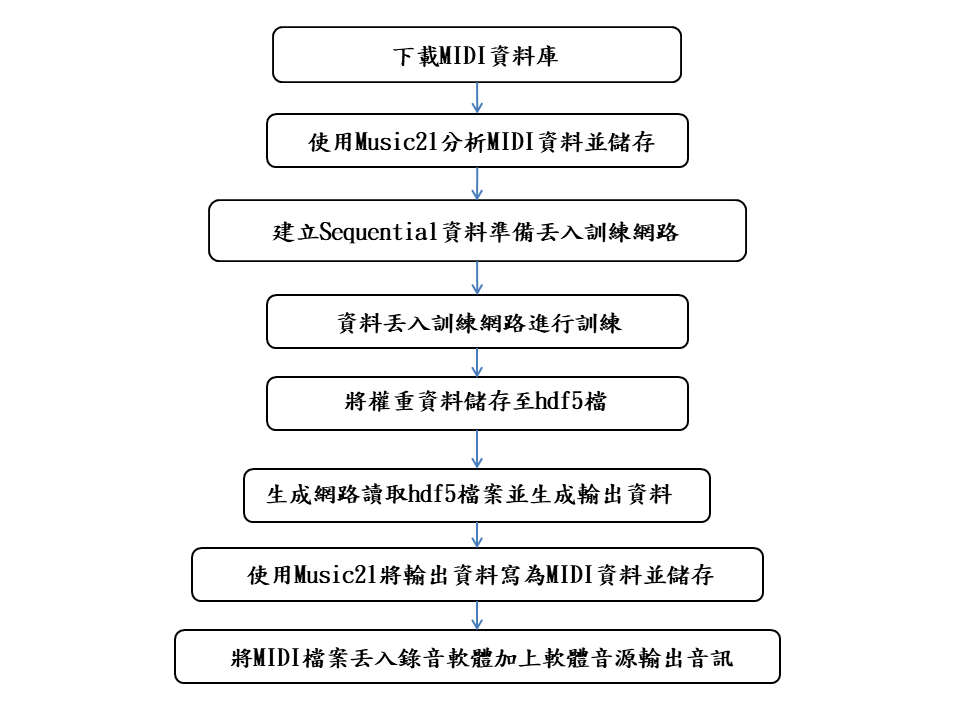 下載MIDI資料庫
使用Music21分析MIDI資料並儲存
建立Sequential資料準備丟入訓練網路
資料丟入訓練網路進行訓練
將權重資料儲存至hdf5檔
生成網路讀取hdf5檔案並生成輸出資料
使用Music21將輸出資料寫為MIDI資料並儲存
將MIDI檔案丟入錄音軟體加上軟體音源輸出音訊